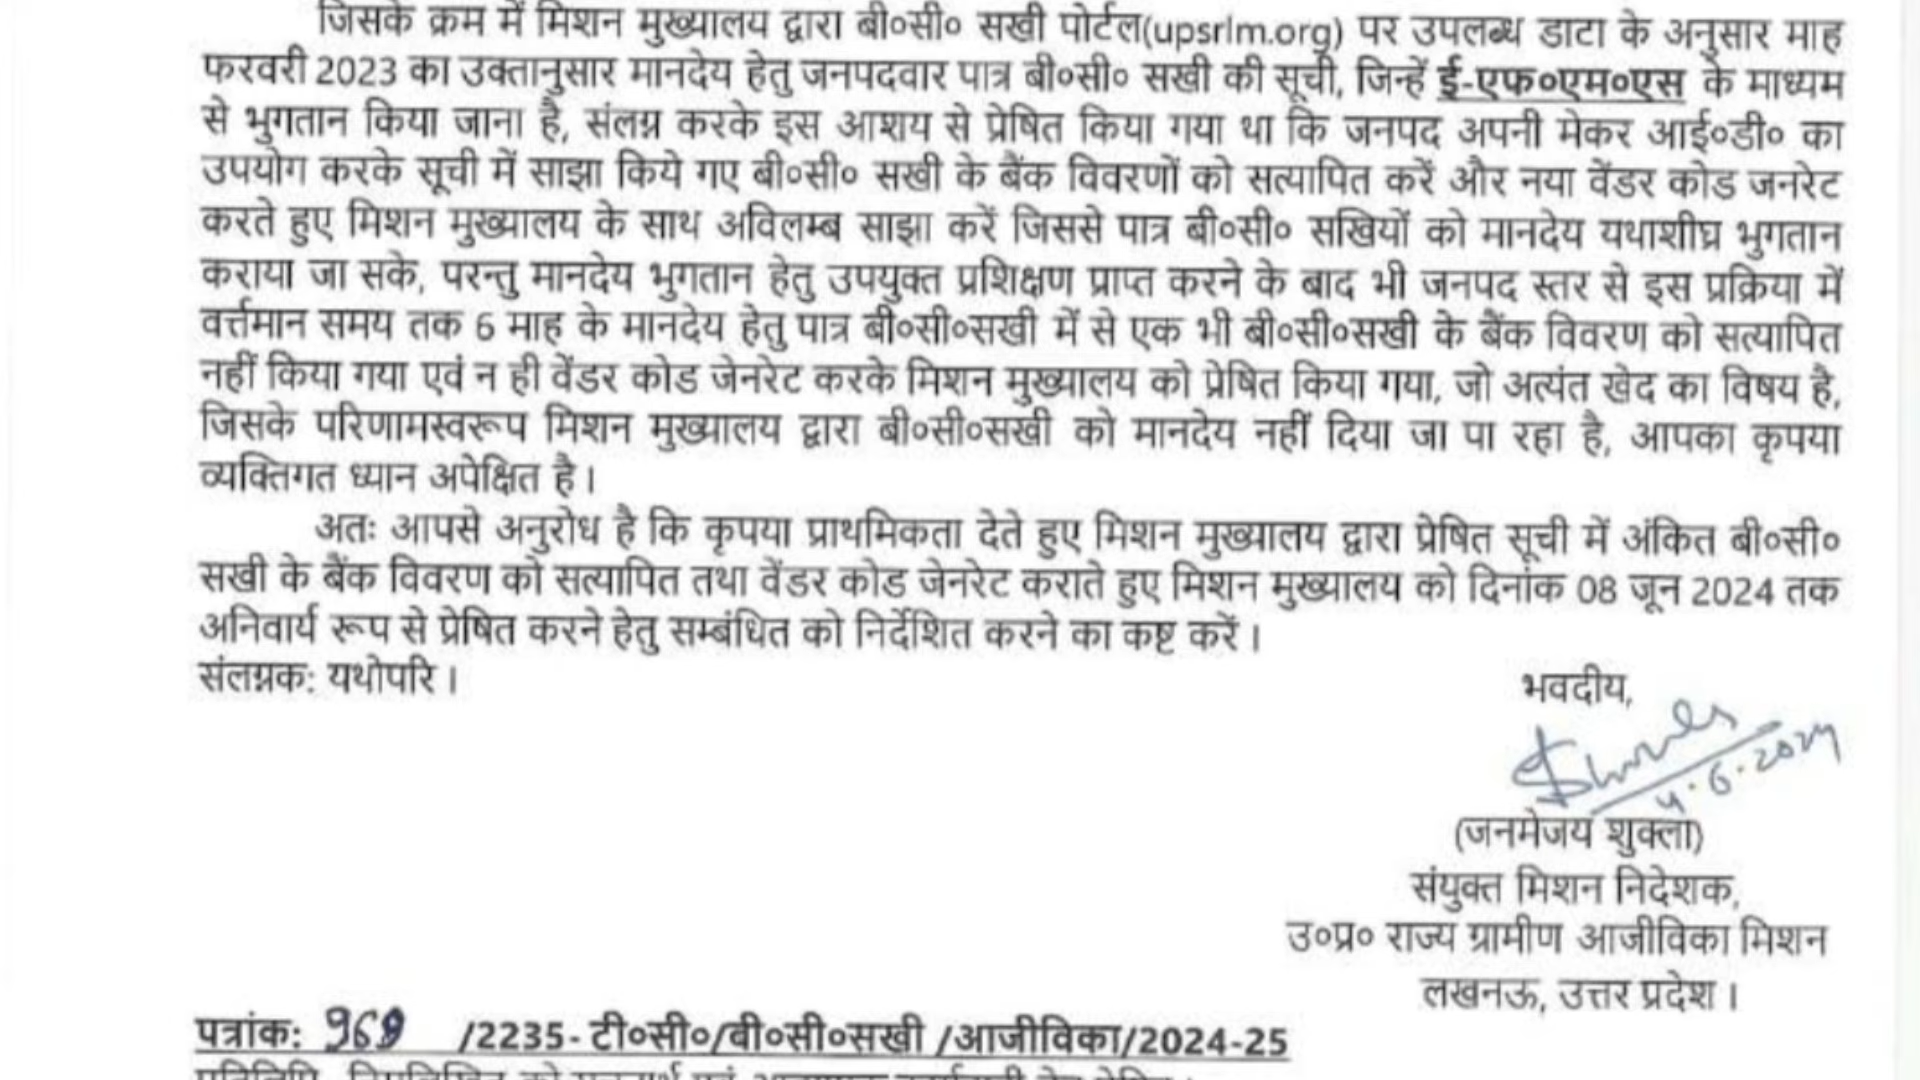 जिसके क्रम में मिशन मुख्यालय द्वारा बी०सी० सखी पोर्टल(upsrlm.org) पर उपलब्ध डाटा के अनुसार माह
फरवरी 2023 का उक्तानुसार मानदेय हेतु जनपदवार पात्र बी०सी० सखी की सूची, जिन्हें ई-एफ०एम०एस के माध्यम
से भुगतान किया जाना है, संलग्न करके इस आशय से प्रेषित किया गया था कि जनपद अपनी मेकर आई०डी० का
उपयोग करके सूची में साझा किये गए बी०सी० सखी के बैंक विवरणों को सत्यापित करें और नया वेंडर कोड जनरेट
करते हुए मिशन मुख्यालय के साथ अविलम्ब साझा करें जिससे पात्र बी०सी० सखियों को मानदेय यथाशीघ्र भुगतान
कराया जा सके, परन्तु मानदेय भुगतान हेतु उपयुक्त प्रशिक्षण प्राप्त करने के बाद भी जनपद स्तर से इस प्रक्रिया में
वर्त्तमान समय तक 6 माह के मानदेय हेतु पात्र बी०सी०सखी में से एक भी बी०सी०सखी के बैंक विवरण को सत्यापित
नहीं किया गया एवं न ही वेंडर कोड जेनरेट करके मिशन मुख्यालय को प्रेषित किया गया, जो अत्यंत खेद का विषय है,
जिसके परिणामस्वरूप मिशन मुख्यालय द्वारा बी०सी०सखी को मानदेय नहीं दिया जा पा रहा है, आपका कृपया
व्यक्तिगत ध्यान अपेक्षित है।
अतः आपसे अनुरोध है कि कृपया प्राथमिकता देते हुए मिशन मुख्यालय द्वारा प्रेषित सूची में अंकित बी०सी०
सखी के बैंक विवरण को सत्यापित तथा वेंडर कोड जेनरेट कराते हुए मिशन मुख्यालय को दिनांक 08 जून 2024 तक
अनिवार्य रूप से प्रेषित करने हेतु सम्बंधित को निर्देशित करने का कष्ट करें।
संलग्नक: यथोपरि।
भवदीय,
4.6.2024
(जनमेजय शुक्ला)
संयुक्त मिशन निदेशक,
उ०प्र० राज्य ग्रामीण आजीविका मिशन
लखनऊ, उत्तर प्रदेश।
पत्रांक: 969 /2235- टी०सी०/बी०सी०सखी /आजीविका/2024-25